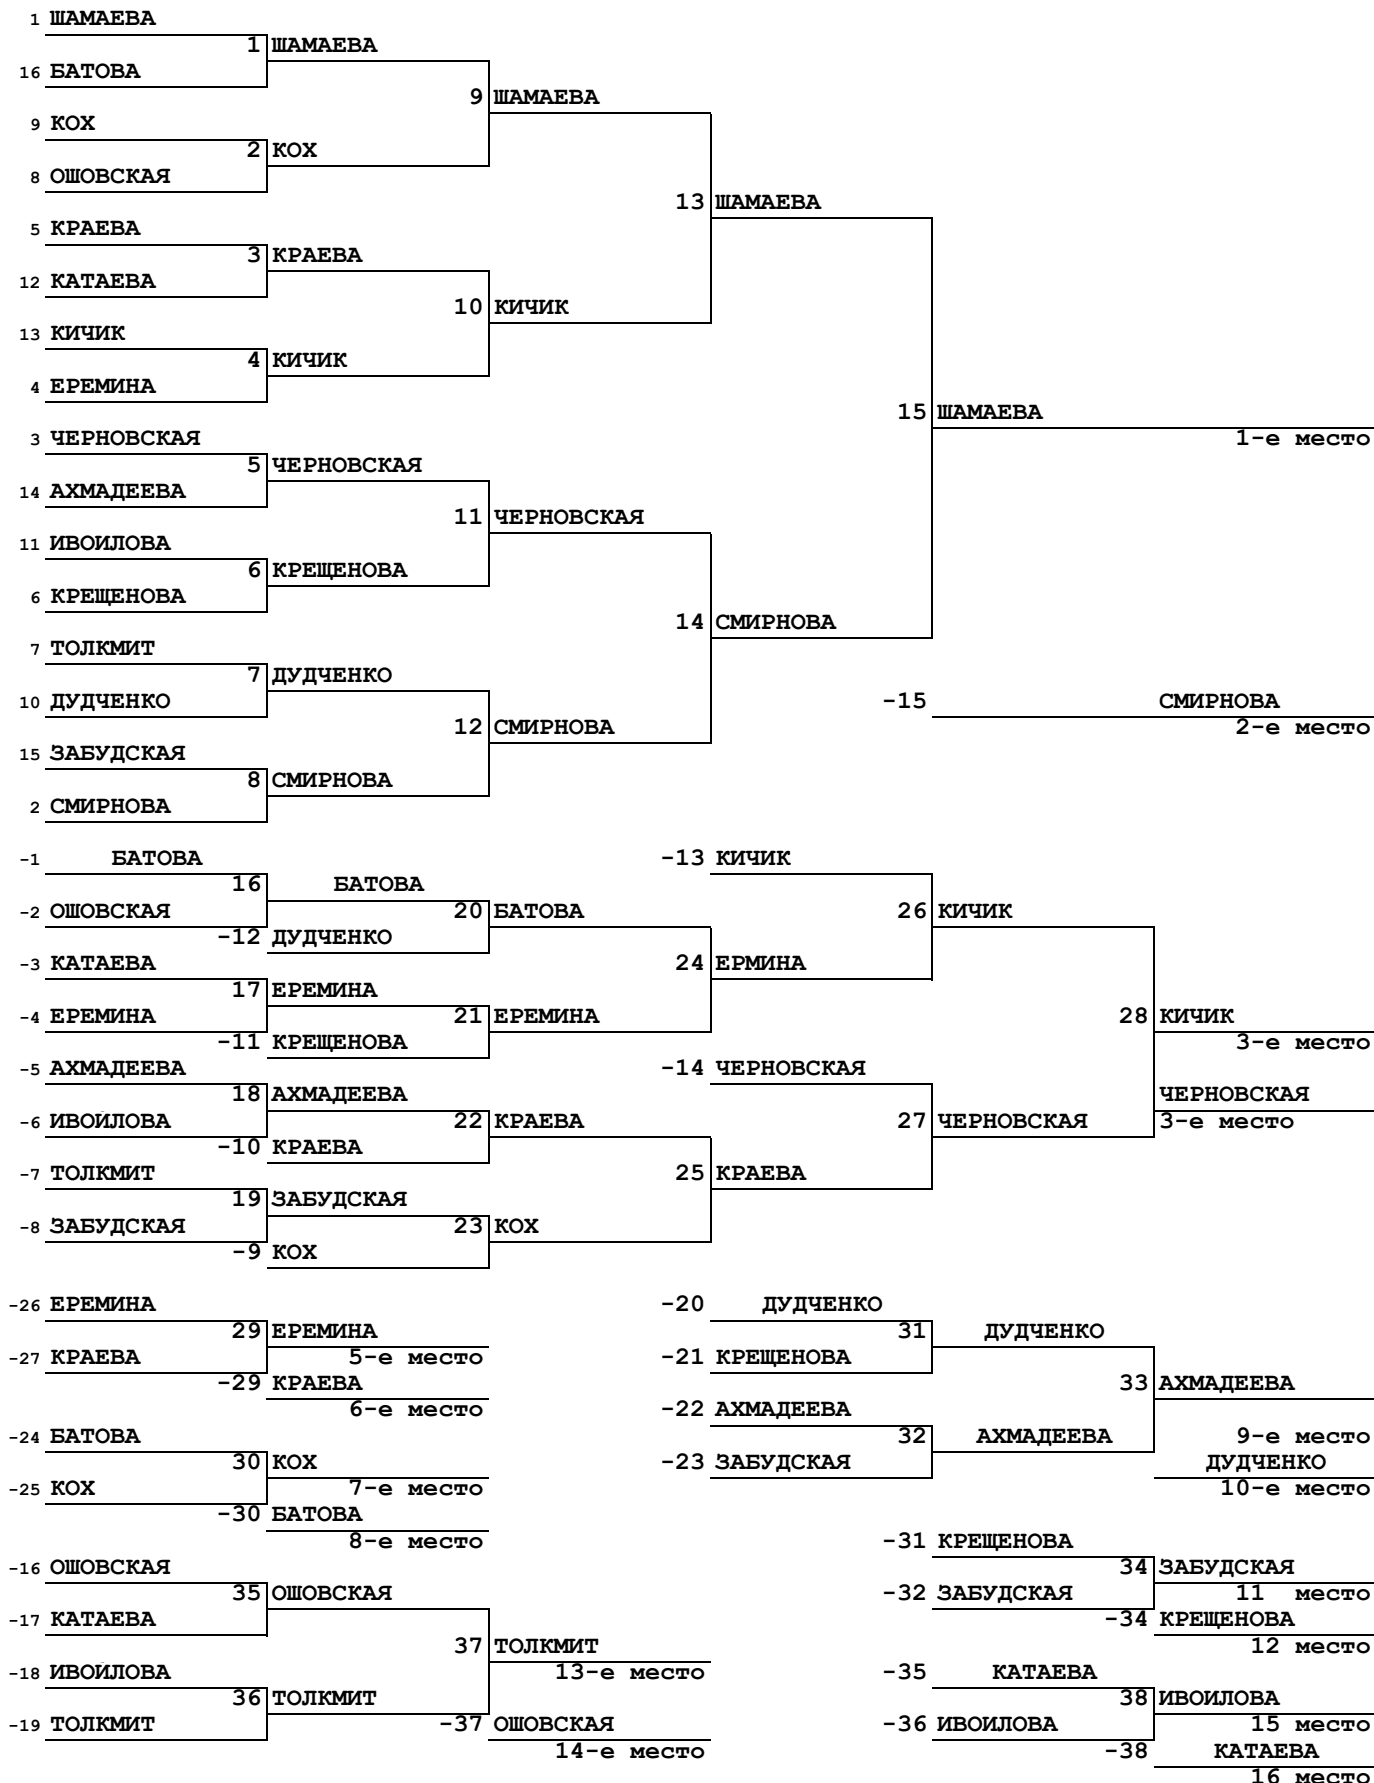 1 ШАМАЕВА
1 ШАМАЕВА
16 БАТОВА
9 ШАМАЕВА
9 КОХ
2 КОХ
8 ОШОВСКАЯ
13 ШАМАЕВА
5 КРАЕВА
3 КРАЕВА
12 КАТАЕВА
10 КИЧИК
13 КИЧИК
4 КИЧИК
4 ЕРЕМИНА
15 ШАМАЕВА
1-е место
3 ЧЕРНОВСКАЯ
5 ЧЕРНОВСКАЯ
14 АХМАДЕЕВА
11 ЧЕРНОВСКАЯ
11 ИВОИЛОВА
6 КРЕЩЕНОВА
6 КРЕЩЕНОВА
14 СМИРНОВА
7 ТОЛКМИТ
7 ДУДЧЕНКО
10 ДУДЧЕНКО
-15 СМИРНОВА
2-е место
12 СМИРНОВА
15 ЗАБУДСКАЯ
8 СМИРНОВА
2 СМИРНОВА
-1 БАТОВА
-13 КИЧИК
16 БАТОВА
-2 ОШОВСКАЯ
20 БАТОВА
26 КИЧИК
-12 ДУДЧЕНКО
-3 КАТАЕВА
24 ЕРМИНА
17 ЕРЕМИНА
-4 ЕРЕМИНА
21 ЕРЕМИНА
28 КИЧИК
3-е место
-11 КРЕЩЕНОВА
-5 АХМАДЕЕВА
-14 ЧЕРНОВСКАЯ
18 АХМАДЕЕВА
ЧЕРНОВСКАЯ
3-е место
-6 ИВОЙЛОВА
22 КРАЕВА
27 ЧЕРНОВСКАЯ
-10 КРАЕВА
-7 ТОЛКМИТ
25 КРАЕВА
19 ЗАБУДСКАЯ
-8 ЗАБУДСКАЯ
23 КОХ
-9 КОХ
-26 ЕРЕМИНА
-20 ДУДЧЕНКО
29 ЕРЕМИНА
5-е место
31 ДУДЧЕНКО
-27 КРАЕВА
-21 КРЕЩЕНОВА
-29 КРАЕВА
6-е место
33 АХМАДЕЕВА
9-е место
-22 АХМАДЕЕВА
-24 БАТОВА
32 АХМАДЕЕВА
30 КОХ
7-е место
-23 ЗАБУДСКАЯ
ДУДЧЕНКО
10-е место
-25 КОХ
-30 БАТОВА
8-е место
-31 КРЕЩЕНОВА
-16 ОШОВСКАЯ
34 ЗАБУДСКАЯ
11 место
35 ОШОВСКАЯ
-32 ЗАБУДСКАЯ
-17 КАТАЕВА
-34 КРЕЩЕНОВА
12 место
37 ТОЛКМИТ
13-е место
-18 ИВОЙЛОВА
-35 КАТАЕВА
36 ТОЛКМИТ
38 ИВОИЛОВА
15 место
-19 ТОЛКМИТ
-37 ОШОВСКАЯ
14-е место
-36 ИВОИЛОВА
-38 КАТАЕВА
16 место